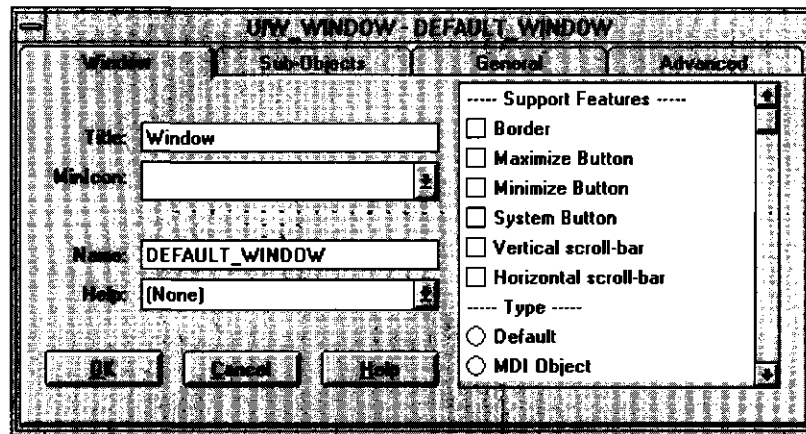 UIW_WINDOW - DEFAULT_WINDOW
Window Sub-Objects General Advanced
Title: Window
MinIcon:
Name: DEFAULT_WINDOW
Help: (None)
OK Cancel Help
----- Support Features -----
Border
Maximize Button
Minimize Button
System Button
Vertical scroll-bar
Horizontal scroll-bar
----- Type -----
Default
MDI Object